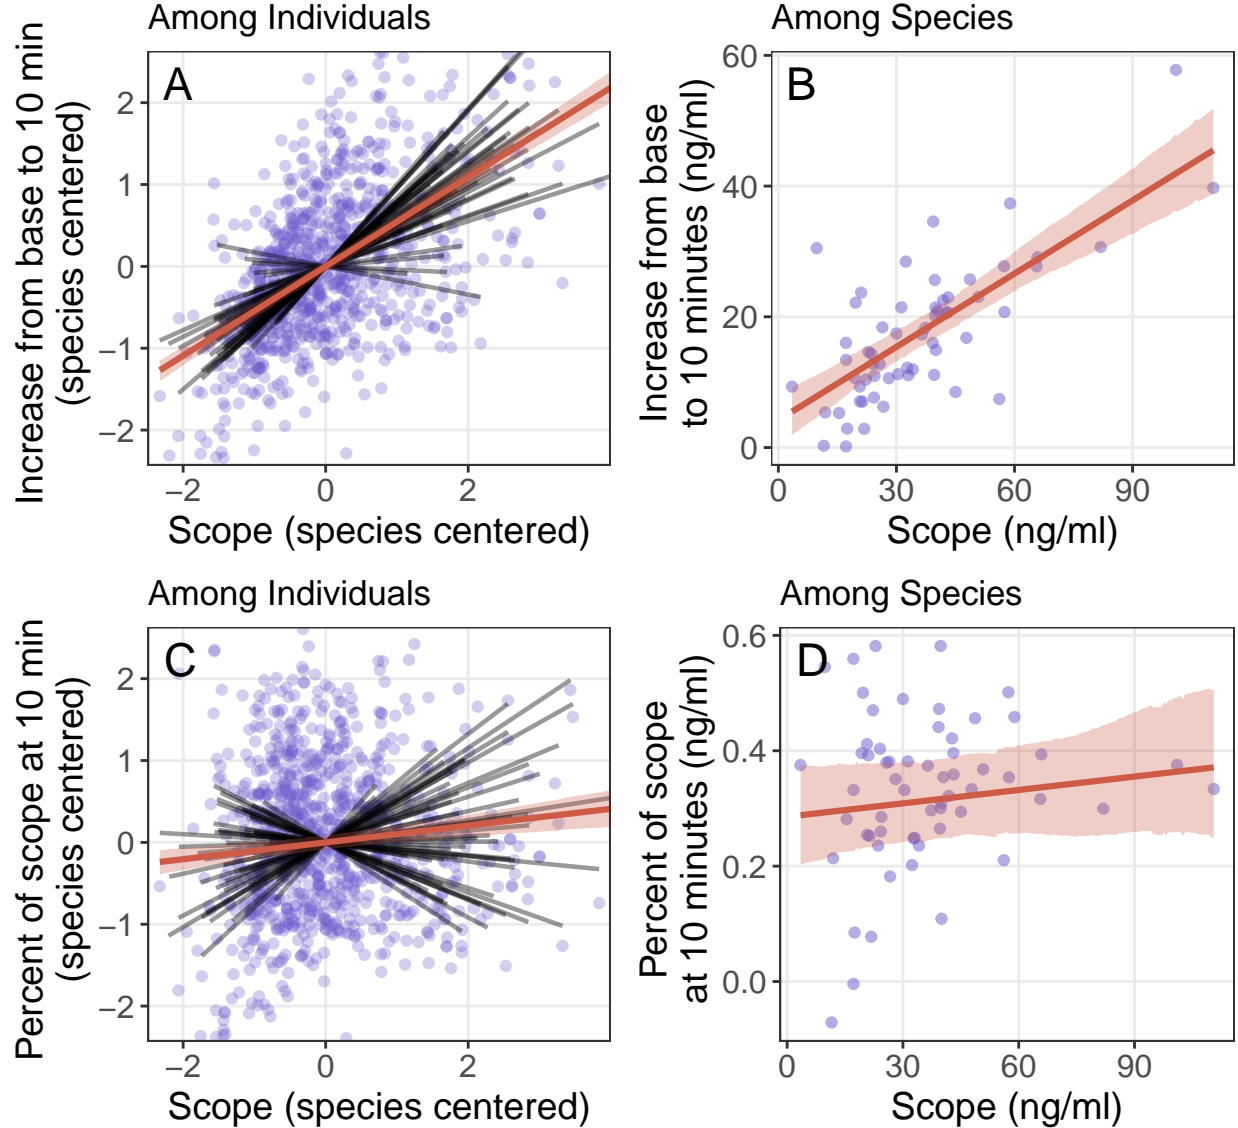 Among Individuals
Increase from base to 10 min
(species centered)
A
2
1
0
−1
−2
−2 0 2
Scope (species centered)
Among Species
Increase from base
to 10 minutes (ng/ml)
B
60
40
20
0
0 30 60 90
Scope (ng/ml)
Among Individuals
Percent of scope at 10 min
(species centered)
C
2
1
0
−1
−2
−2 0 2
Scope (species centered)
Among Species
Percent of scope
at 10 minutes (ng/ml)
D
0.6
0.4
0.2
0.0
0 30 60 90
Scope (ng/ml)